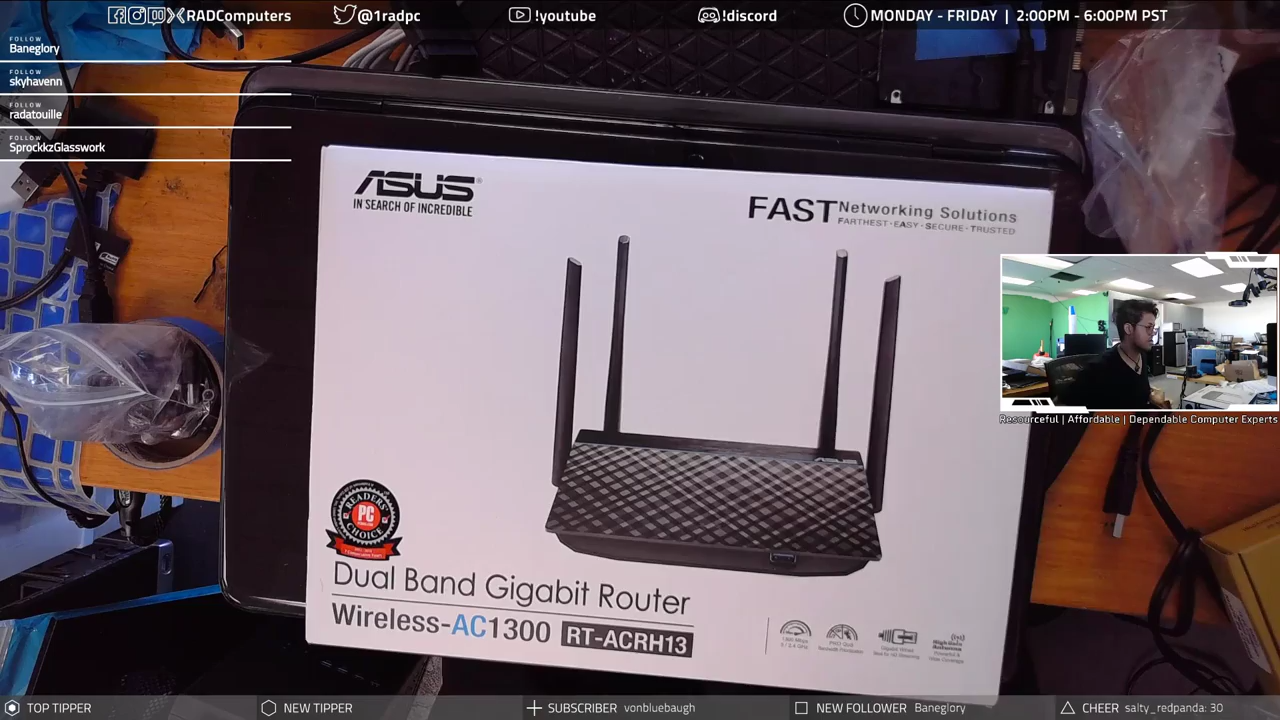 RADComputers
@1radpc
!youtube
!discord
MONDAY - FRIDAY | 2:00PM - 6:00PM PST
FOLLOW
Baneglory
FOLLOW
skyhavenn
FOLLOW
radatouille
FOLLOW
SprockkzGlasswork
ASUS®
IN SEARCH OF INCREDIBLE
FAST Networking Solutions
FARTHEST·EASY·SECURE·TRUSTED
READERS'
PC
CHOICE
Dual Band Gigabit Router
Wireless-AC1300 RT-ACRH13
Resourceful | Affordable | Dependable Computer Experts
TOP TIPPER
NEW TIPPER
SUBSCRIBER vonbluebaugh
NEW FOLLOWER Baneglory
CHEER salty_redpanda: 30